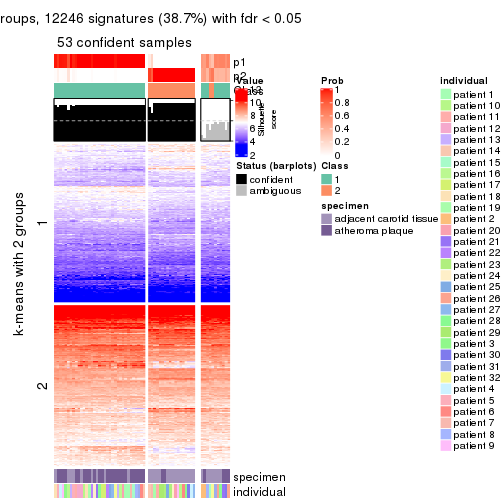 roups, 12246 signatures (38.7%) with fdr < 0.05
53 confident samples
p1
p2
Class
Silhouette
score
1
2
k-means with 2 groups
specimen
individual
Value
10
8
6
4
2
Status (barplots)
confident
ambiguous
Prob
1
0.8
0.6
0.4
0.2
0
Class
1
2
specimen
adjacent carotid tissue
atheroma plaque
individual
patient 1
patient 10
patient 11
patient 12
patient 13
patient 14
patient 15
patient 16
patient 17
patient 18
patient 19
patient 2
patient 20
patient 21
patient 22
patient 23
patient 24
patient 25
patient 26
patient 27
patient 28
patient 29
patient 3
patient 30
patient 31
patient 32
patient 4
patient 5
patient 6
patient 7
patient 8
patient 9